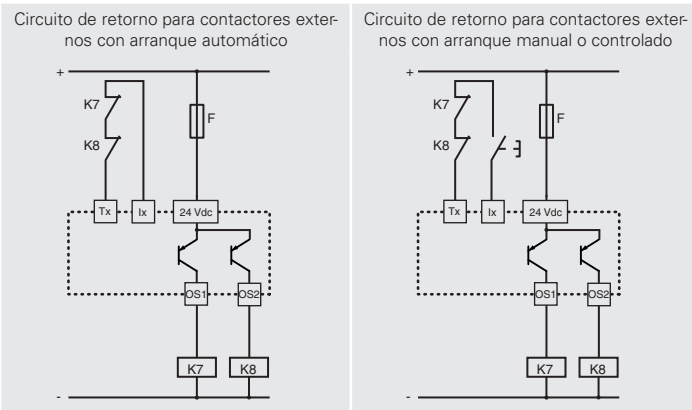 Circuito de retorno para contactores exter-
nos con arranque automático
+
K7
F
K8
Tx
Ix
24 Vdc
OS1
OS2
K7
K8
-
Circuito de retorno para contactores exter-
nos con arranque manual o controlado
+
K7
F
K8
Tx
Ix
24 Vdc
OS1
OS2
K7
K8
-